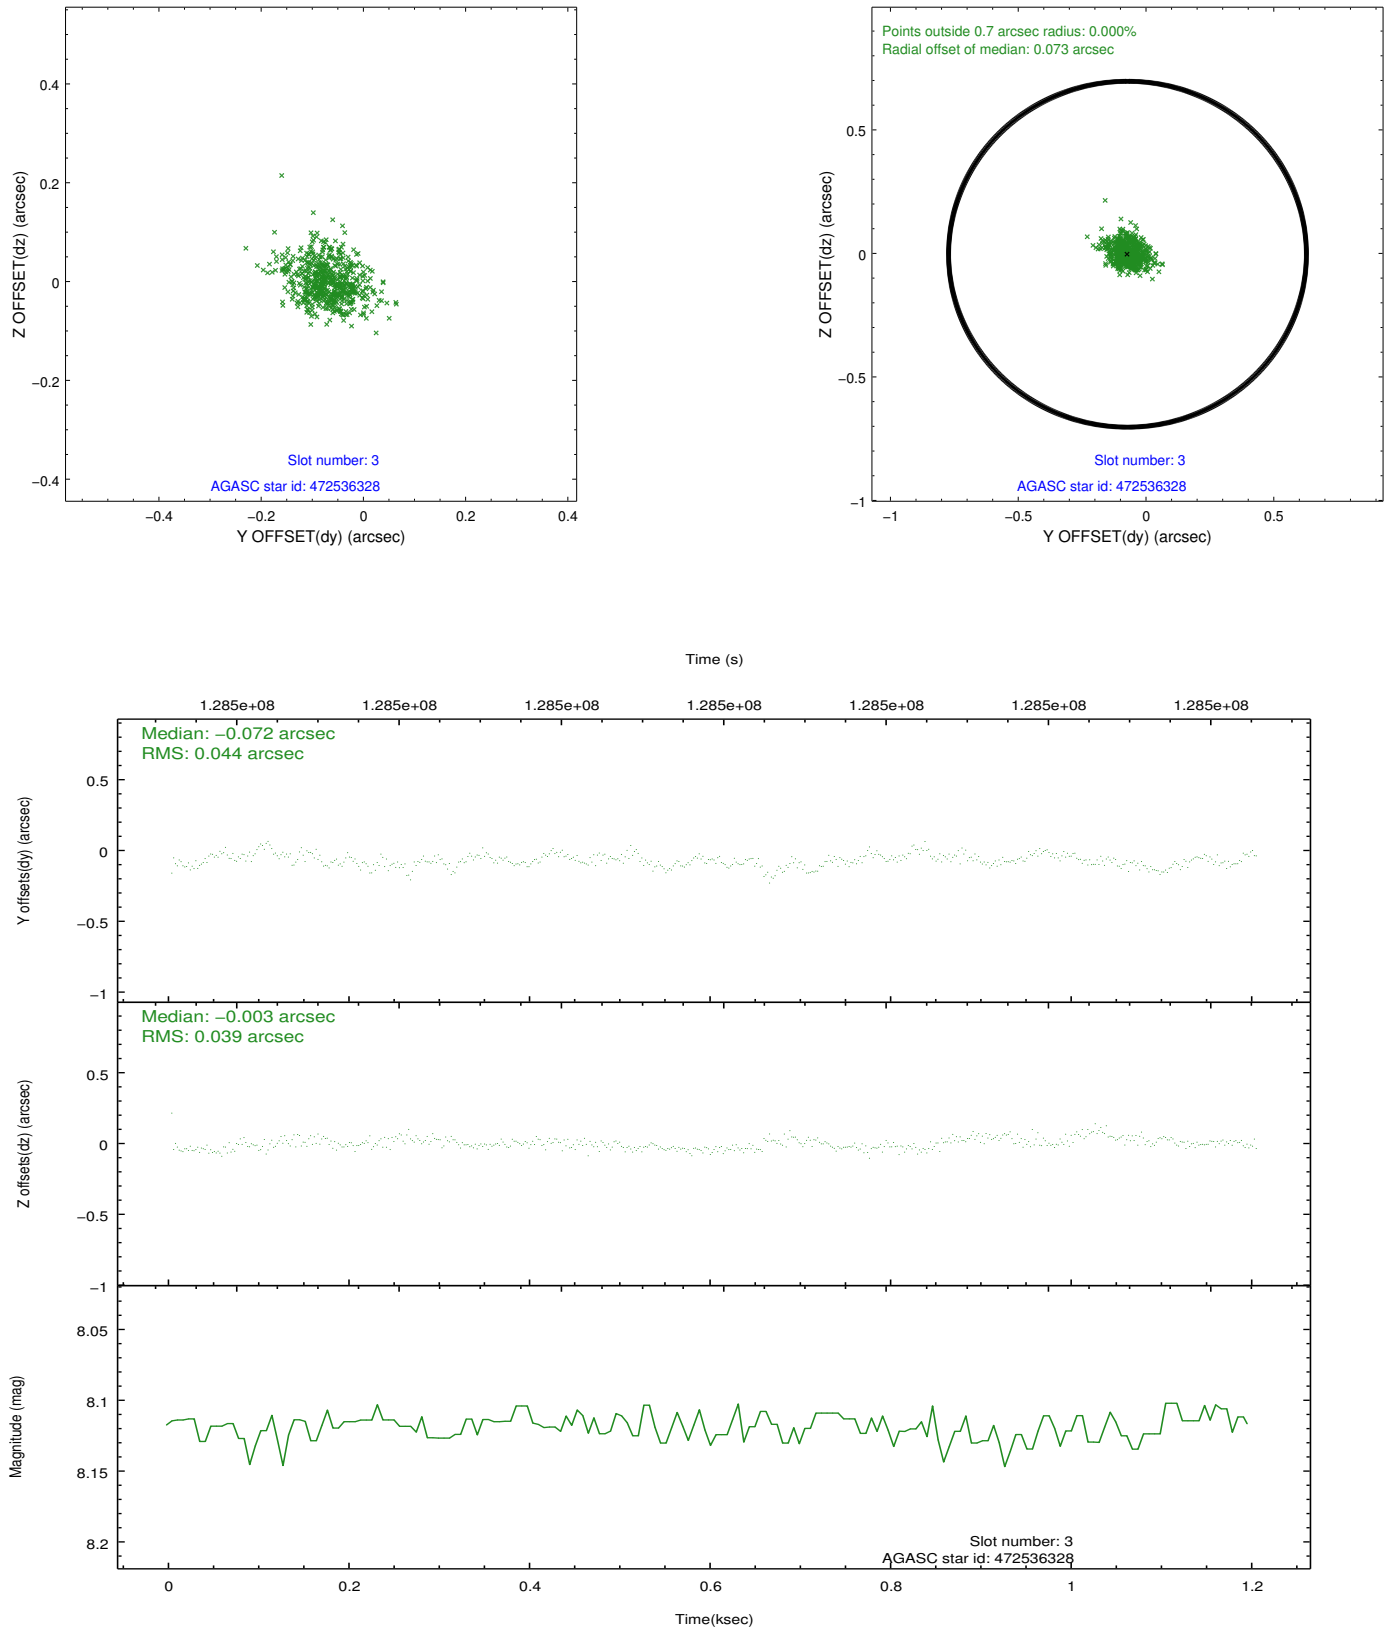 0.4
0.2
0
−0.2
−0.4
Z OFFSET(dz) (arcsec)
Slot number: 3
AGASC star id: 472536328
−0.4 −0.2 0 0.2 0.4
Y OFFSET(dy) (arcsec)
Points outside 0.7 arcsec radius: 0.000%
Radial offset of median: 0.073 arcsec
0.5
0
−0.5
−1
Z OFFSET(dz) (arcsec)
Slot number: 3
AGASC star id: 472536328
−1 −0.5 0 0.5
Y OFFSET(dy) (arcsec)
Time (s)
1.285e+08 1.285e+08 1.285e+08 1.285e+08 1.285e+08 1.285e+08 1.285e+08
Median: −0.072 arcsec
RMS: 0.044 arcsec
0.5
0
−0.5
−1
Y offsets(dy) (arcsec)
Median: −0.003 arcsec
RMS: 0.039 arcsec
0.5
0
−0.5
−1
Z offsets(dz) (arcsec)
8.05
8.1
8.15
8.2
Magnitude (mag)
Slot number: 3
AGASC star id: 472536328
0 0.2 0.4 0.6 0.8 1 1.2
Time(ksec)